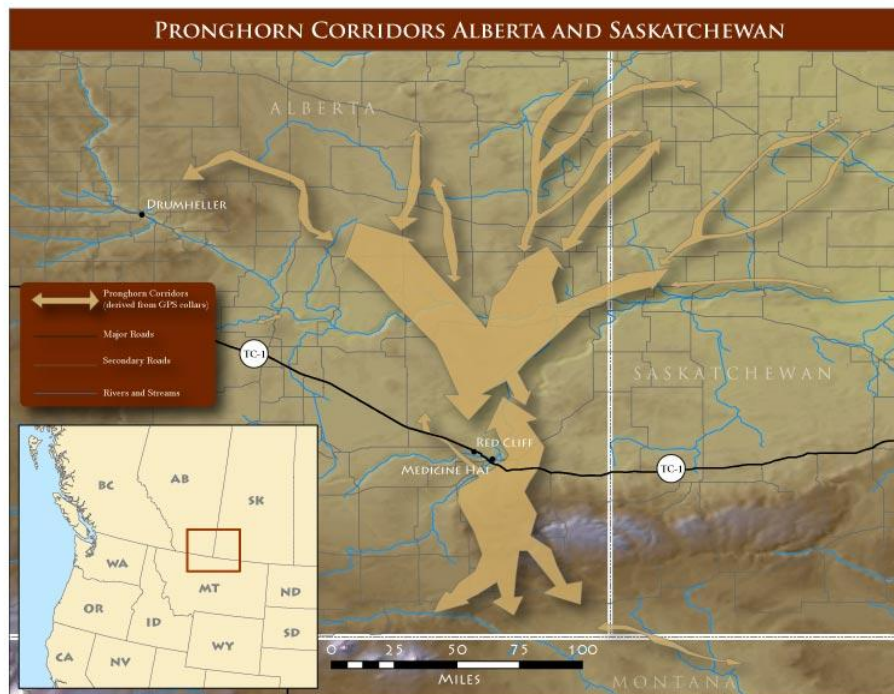 PRONGHORN CORRIDORS ALBERTA AND SASKATCHEWAN
ALBERTA
DRUMHELLER
Pronghorn Corridors
(derived from GPS collars)
Major Roads
Secondary Roads
Rivers and Streams
TC-1
SASKATCHEWAN
RED CLIFF
MEDICINE HAT
TC-1
BC
AB
SK
WA
MT
ND
OR
ID
SD
WY
CA
NV
0 25 50 75 100
MILES
MONTANA